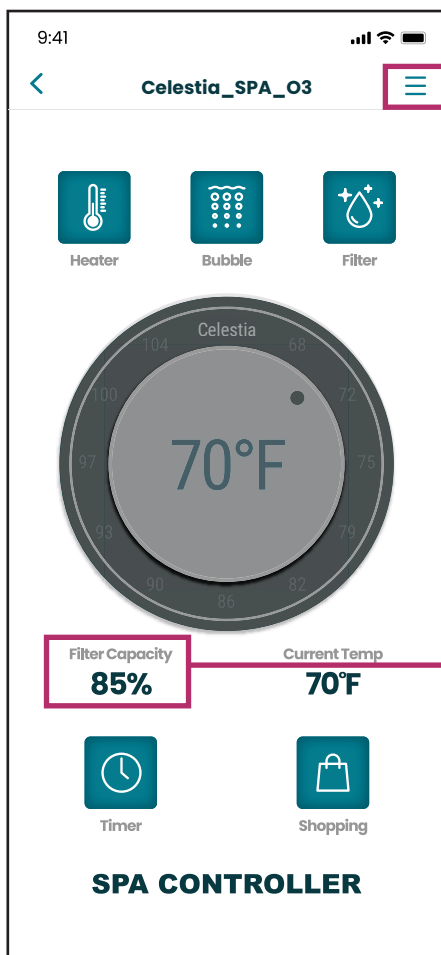 9:41
Celestia_SPA_O3
Heater Bubble Filter
Celestia
104 68
100 72
70°F
97 75
93 79
90 82
86
Filter Capacity Current Temp
85% 70°F
Timer Shopping
SPA CONTROLLER